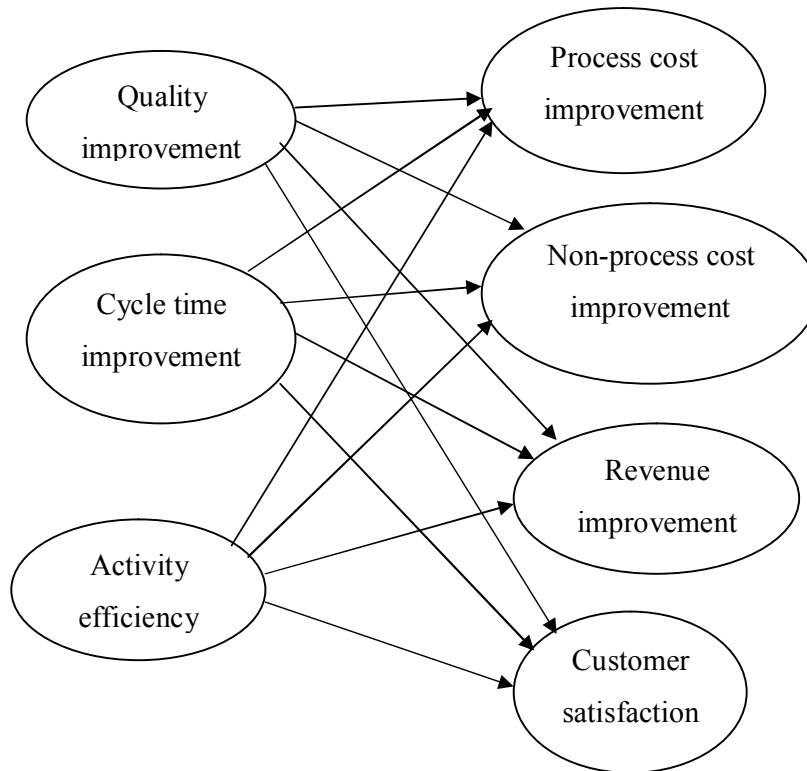 Quality
improvement
Cycle time
improvement
Activity
efficiency
Process cost
improvement
Non-process cost
improvement
Revenue
improvement
Customer
satisfaction